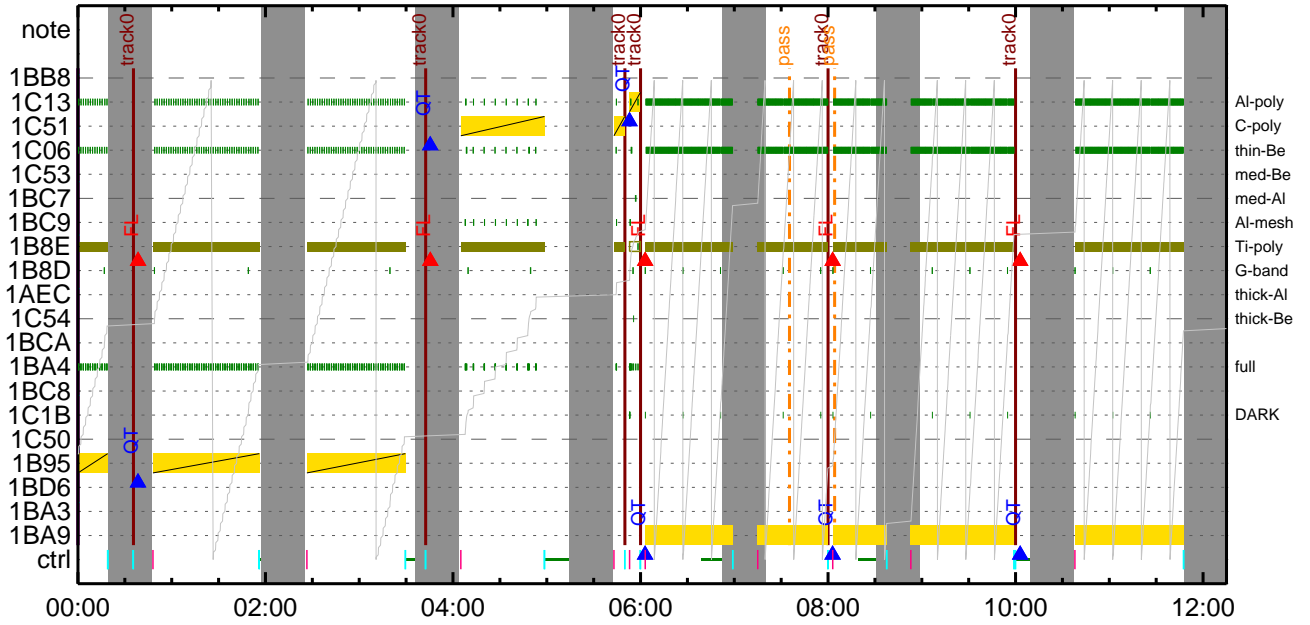 note
track0
track0
track0
track0
pass
track0
pass
track0
1BB8
QT
1C13
Al-poly
QT
1C51
C-poly
1C06
thin-Be
1C53
med-Be
1BC7
med-Al
1BC9
Al-mesh
FL
FL
FL
FL
FL
1B8E
Ti-poly
1B8D
G-band
1AEC
thick-Al
1C54
thick-Be
1BCA
1BA4
full
1BC8
1C1B
DARK
1C50
QT
1B95
1BD6
1BA3
QT
QT
QT
1BA9
ctrl
00:00
02:00
04:00
06:00
08:00
10:00
12:00